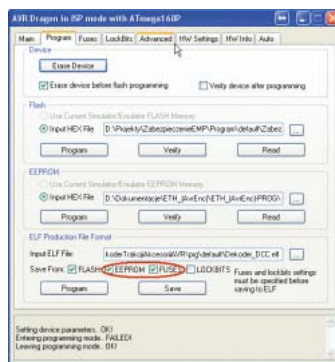 AVR Dragon in ISP mode with ATmega168P
Main Program Fuses LockBits Advanced HW Settings HW Info Auto
Device
Erase Device
Erase device before flash programming Verify device after programming
Flash
Use Current Simulator/Emulator FLASH Memory
Input HEX File D:\Projekty\ZabezpieczenieEMP\Program\default\Zabez ...
Program Verify Read
EEPROM
Use Current Simulator/Emulator EEPROM Memory
Input HEX File ...
Program Verify Read
ELF Production File Format
Input ELF File: ...
Save From: FLASH EEPROM FUSES LOCKBITS Fuses and lockbits settings
must be specified before
saving to ELF
Program Save
Setting device parameters.. OK!
Entering programming mode.. FAILED!
Leaving programming mode.. OK!